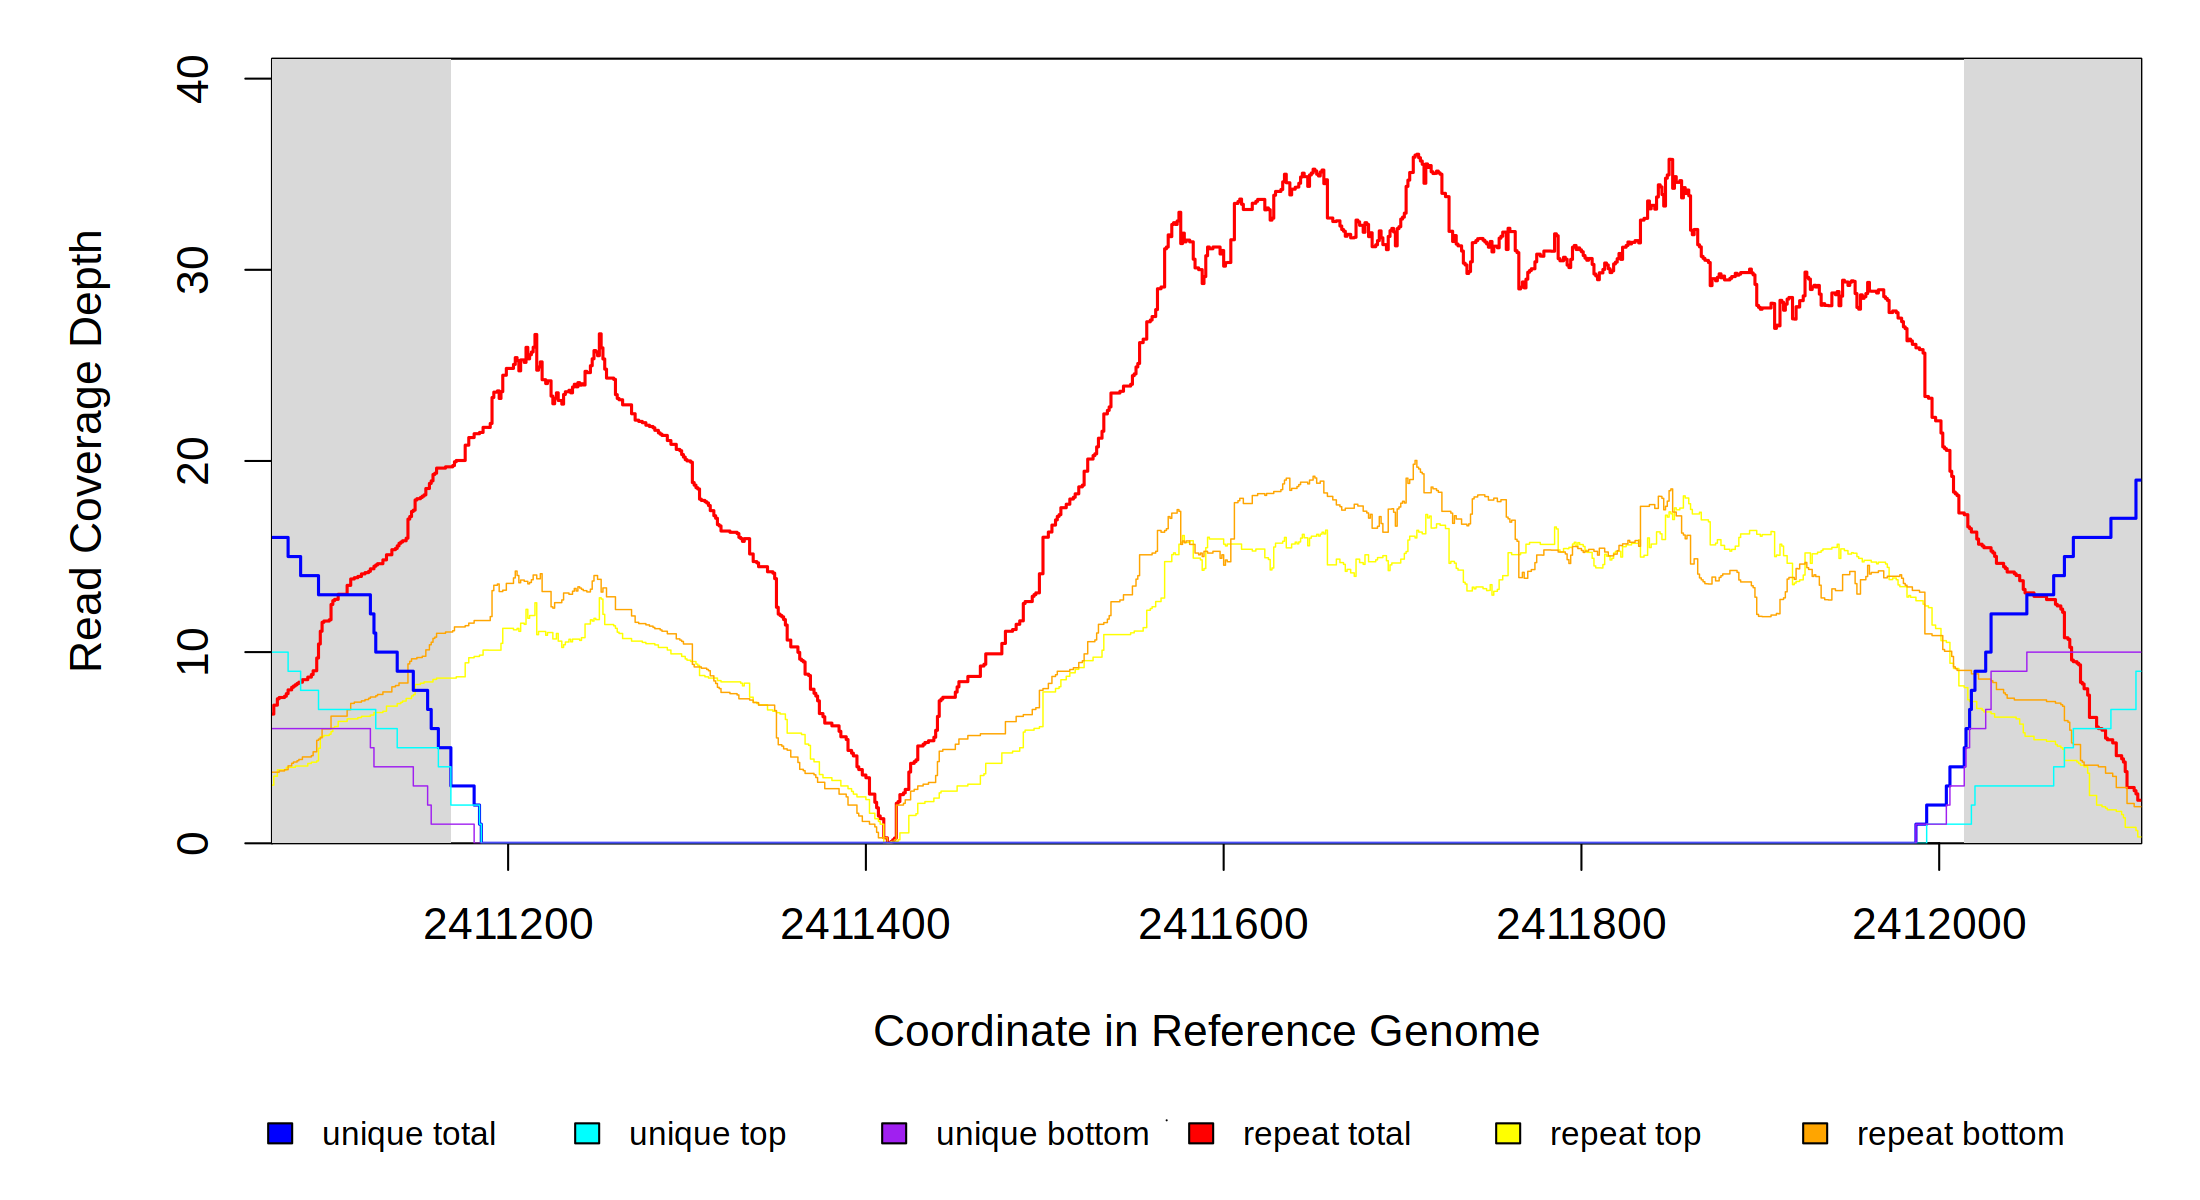 40
30
20
10
0
Read Coverage Depth
2411200 2411400 2411600 2411800 2412000
Coordinate in Reference Genome
unique total unique top unique bottom repeat total repeat top repeat bottom